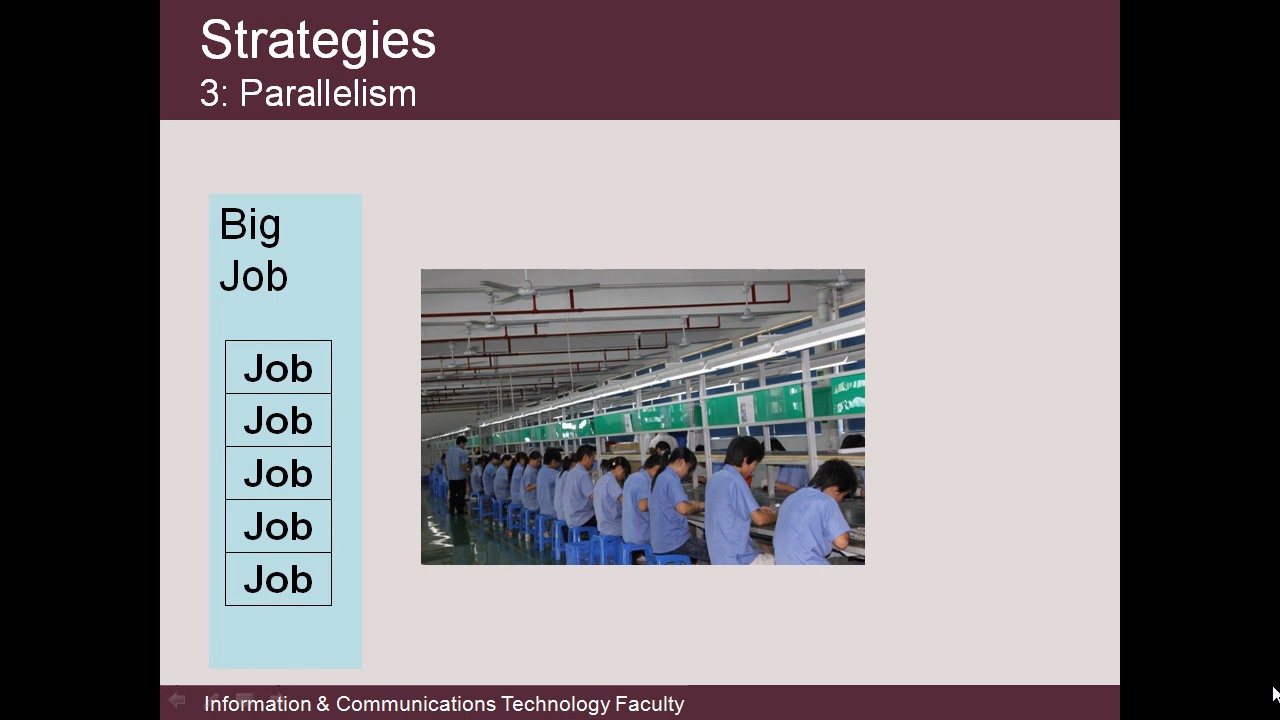 Strategies
3: Parallelism
Big
Job
Job
Job
Job
Job
Job
Information & Communications Technology Faculty